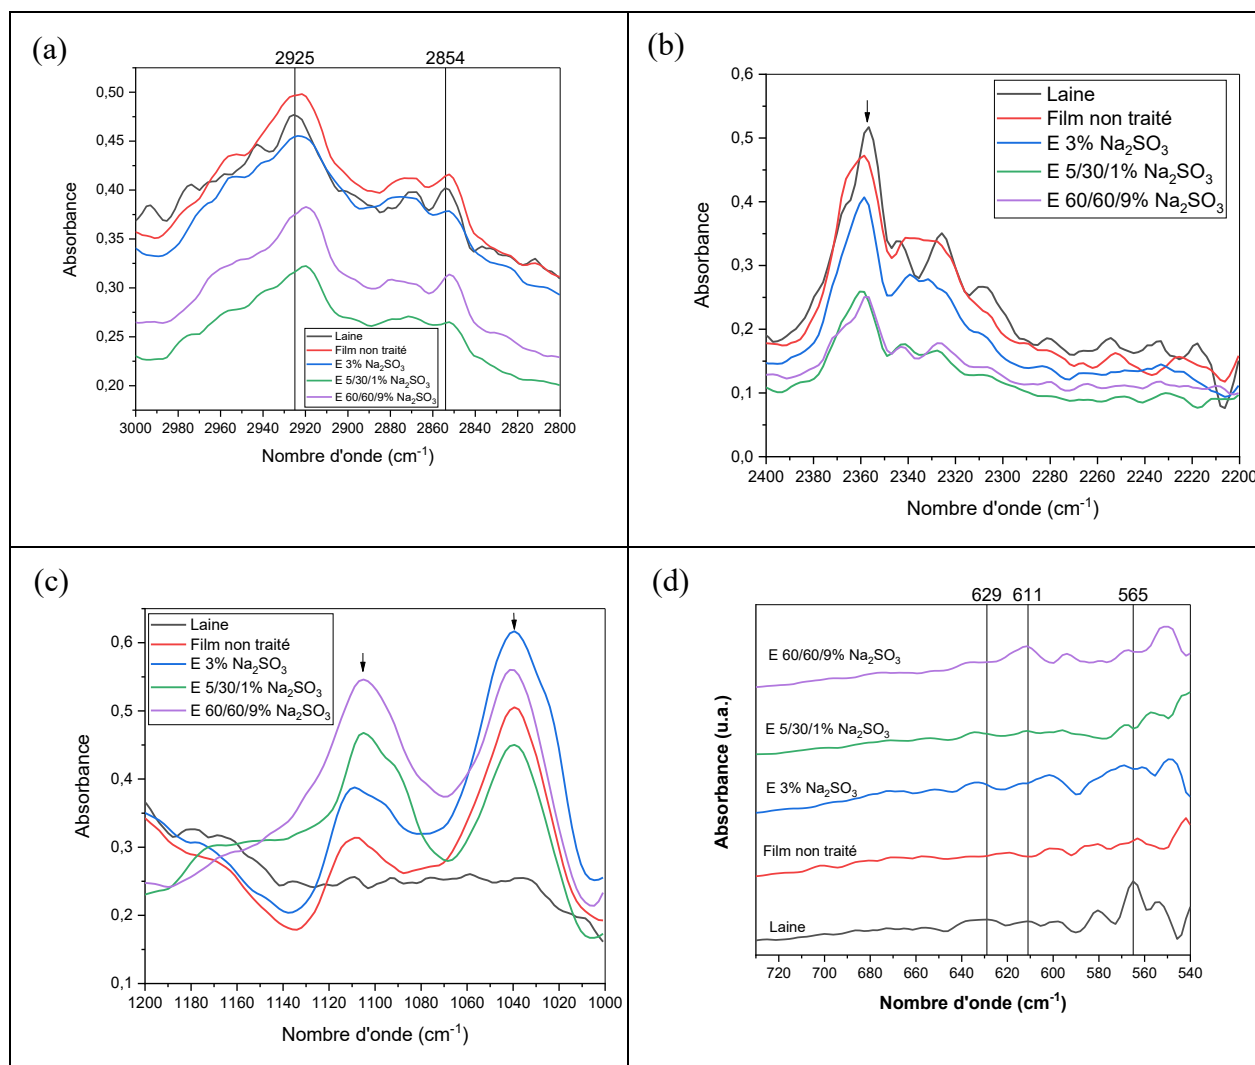 (a)
2925 2854
0,50
0,45
0,40
0,35
0,30
0,25
0,20
Absorbance
Laine
Film non traité
E 3% Na₂SO₃
E 5/30/1% Na₂SO₃
E 60/60/9% Na₂SO₃
3000 2980 2960 2940 2920 2900 2880 2860 2840 2820 2800
Nombre d'onde (cm⁻¹)
(b)
0,6
0,5
0,4
0,3
0,2
0,1
0,0
Absorbance
Laine
Film non traité
E 3% Na₂SO₃
E 5/30/1% Na₂SO₃
E 60/60/9% Na₂SO₃
2400 2380 2360 2340 2320 2300 2280 2260 2240 2220 2200
Nombre d'onde (cm⁻¹)
(c)
0,6
0,5
0,4
0,3
0,2
0,1
Absorbance
Laine
Film non traité
E 3% Na₂SO₃
E 5/30/1% Na₂SO₃
E 60/60/9% Na₂SO₃
1200 1180 1160 1140 1120 1100 1080 1060 1040 1020 1000
Nombre d'onde (cm⁻¹)
(d)
629 611 565
Absorbance (u.a.)
E 60/60/9% Na₂SO₃
E 5/30/1% Na₂SO₃
E 3% Na₂SO₃
Film non traité
Laine
720 700 680 660 640 620 600 580 560 540
Nombre d'onde (cm⁻¹)